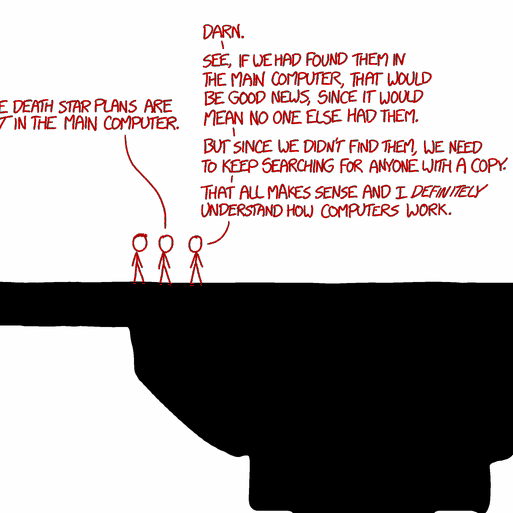 DEATH STAR PLANS ARE
IN THE MAIN COMPUTER.
DARN.
SEE, IF WE HAD FOUND THEM IN
THE MAIN COMPUTER, THAT WOULD
BE GOOD NEWS, SINCE IT WOULD
MEAN NO ONE ELSE HAD THEM.
BUT SINCE WE DIDN'T FIND THEM, WE NEED
TO KEEP SEARCHING FOR ANYONE WITH A COPY.
THAT ALL MAKES SENSE AND I DEFINITELY
UNDERSTAND HOW COMPUTERS WORK.